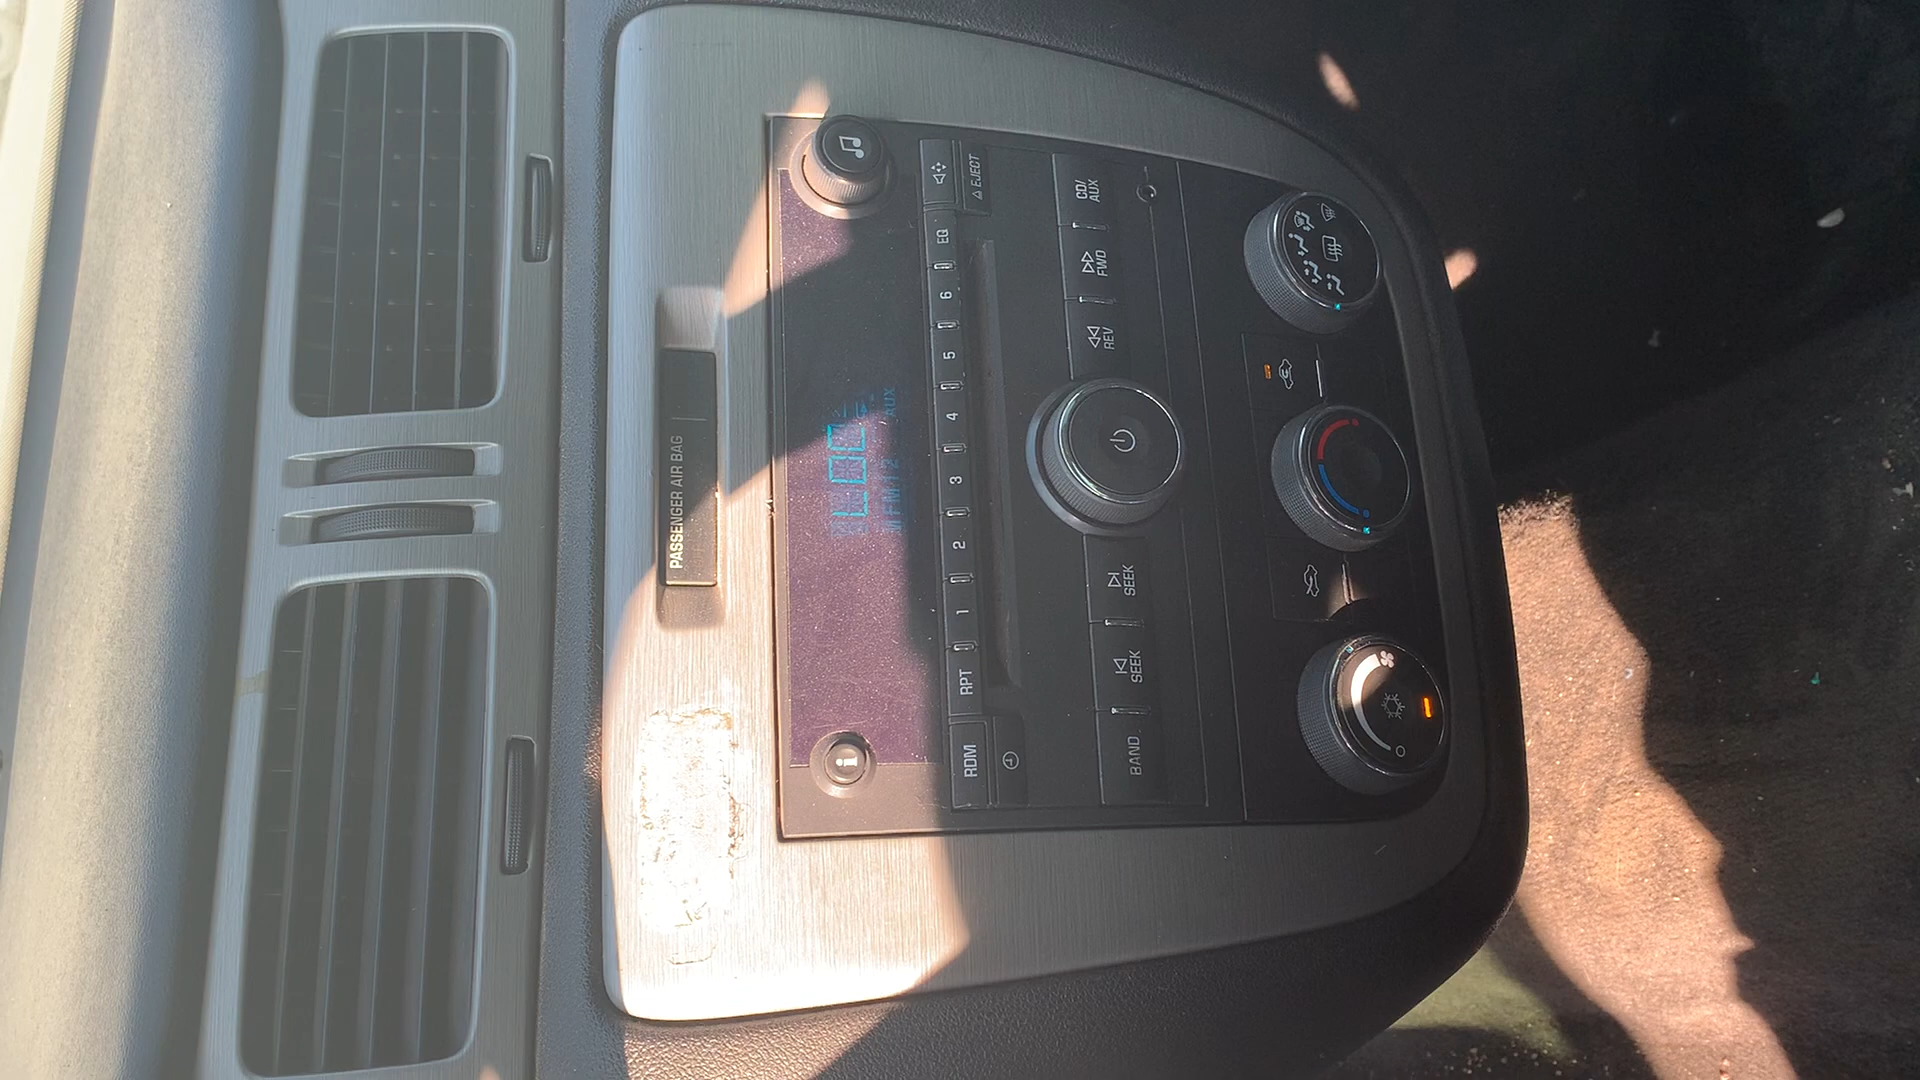 PASSENGER AIR BAG
LOC
AUX
i
RDM RPT 1 2 3 4 5 6 EQ
EJECT
BAND SEEK SEEK REV FWD CD/
AUX